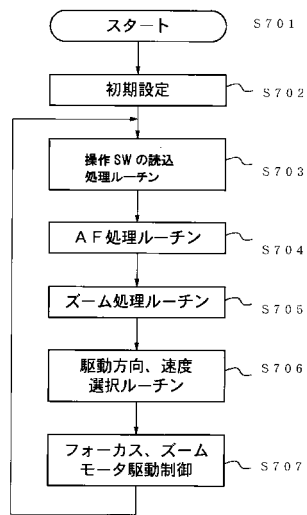 スタート
S701
初期設定
S702
操作SWの読込
処理ルーチン
S703
AF処理ルーチン
S704
ズーム処理ルーチン
S705
駆動方向、速度
選択ルーチン
S706
フォーカス、ズーム
モータ駆動制御
S707